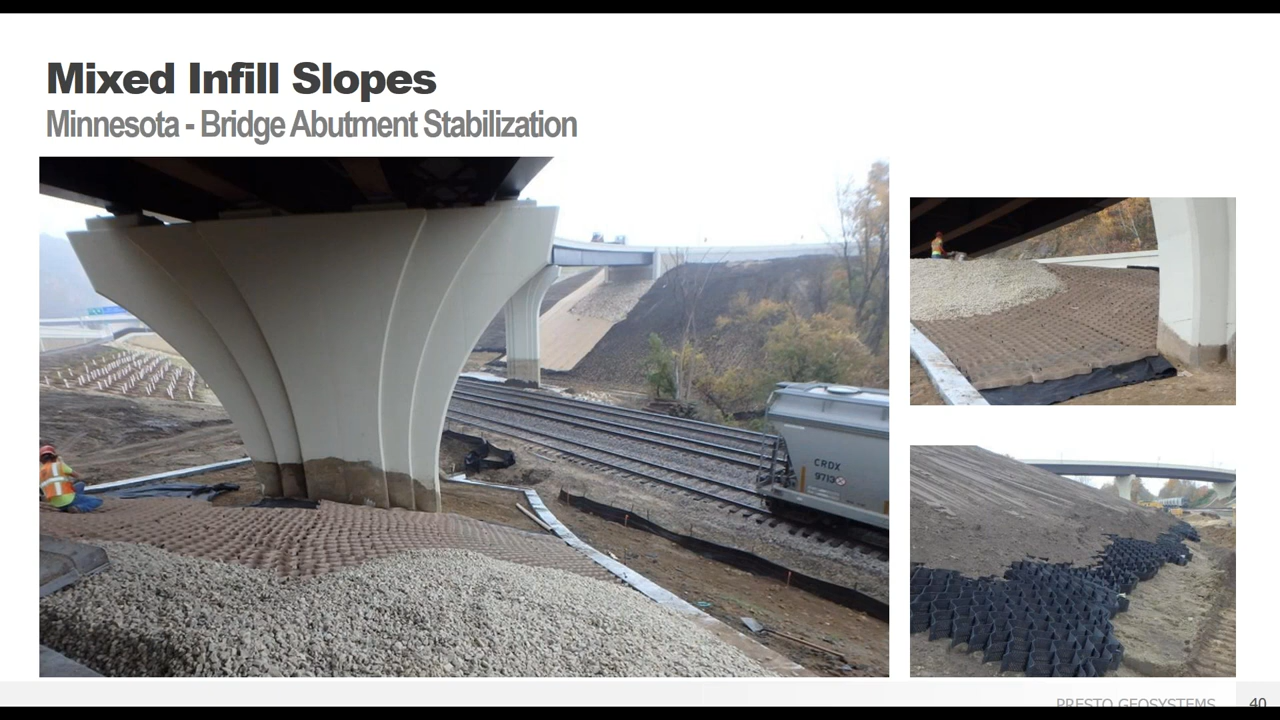 Mixed Infill Slopes
Minnesota - Bridge Abutment Stabilization
CRDX
PRESTO GEOSYSTEMS
40